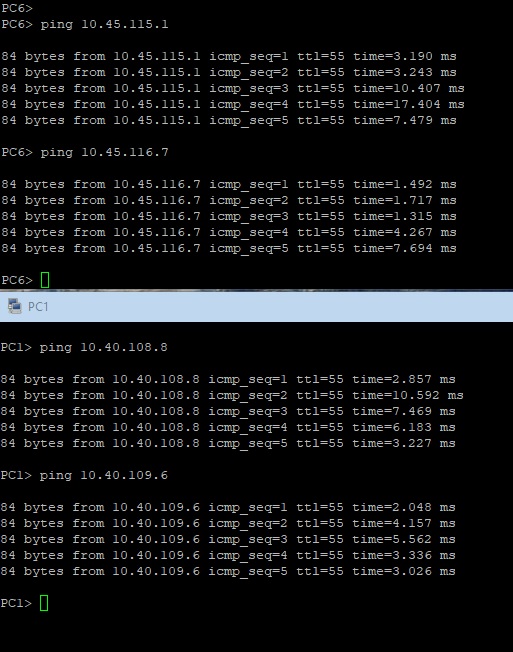 PC6>
PC6> ping 10.45.115.1
84 bytes from 10.45.115.1 icmp_seq=1 ttl=55 time=3.190 ms
84 bytes from 10.45.115.1 icmp_seq=2 ttl=55 time=3.243 ms
84 bytes from 10.45.115.1 icmp_seq=3 ttl=55 time=10.407 ms
84 bytes from 10.45.115.1 icmp_seq=4 ttl=55 time=17.404 ms
84 bytes from 10.45.115.1 icmp_seq=5 ttl=55 time=7.479 ms
PC6> ping 10.45.116.7
84 bytes from 10.45.116.7 icmp_seq=1 ttl=55 time=1.492 ms
84 bytes from 10.45.116.7 icmp_seq=2 ttl=55 time=1.717 ms
84 bytes from 10.45.116.7 icmp_seq=3 ttl=55 time=1.315 ms
84 bytes from 10.45.116.7 icmp_seq=4 ttl=55 time=4.267 ms
84 bytes from 10.45.116.7 icmp_seq=5 ttl=55 time=7.694 ms
PC6>
PC1
PC1> ping 10.40.108.8
84 bytes from 10.40.108.8 icmp_seq=1 ttl=55 time=2.857 ms
84 bytes from 10.40.108.8 icmp_seq=2 ttl=55 time=10.592 ms
84 bytes from 10.40.108.8 icmp_seq=3 ttl=55 time=7.469 ms
84 bytes from 10.40.108.8 icmp_seq=4 ttl=55 time=6.183 ms
84 bytes from 10.40.108.8 icmp_seq=5 ttl=55 time=3.227 ms
PC1> ping 10.40.109.6
84 bytes from 10.40.109.6 icmp_seq=1 ttl=55 time=2.048 ms
84 bytes from 10.40.109.6 icmp_seq=2 ttl=55 time=4.157 ms
84 bytes from 10.40.109.6 icmp_seq=3 ttl=55 time=5.562 ms
84 bytes from 10.40.109.6 icmp_seq=4 ttl=55 time=3.336 ms
84 bytes from 10.40.109.6 icmp_seq=5 ttl=55 time=3.026 ms
PC1>